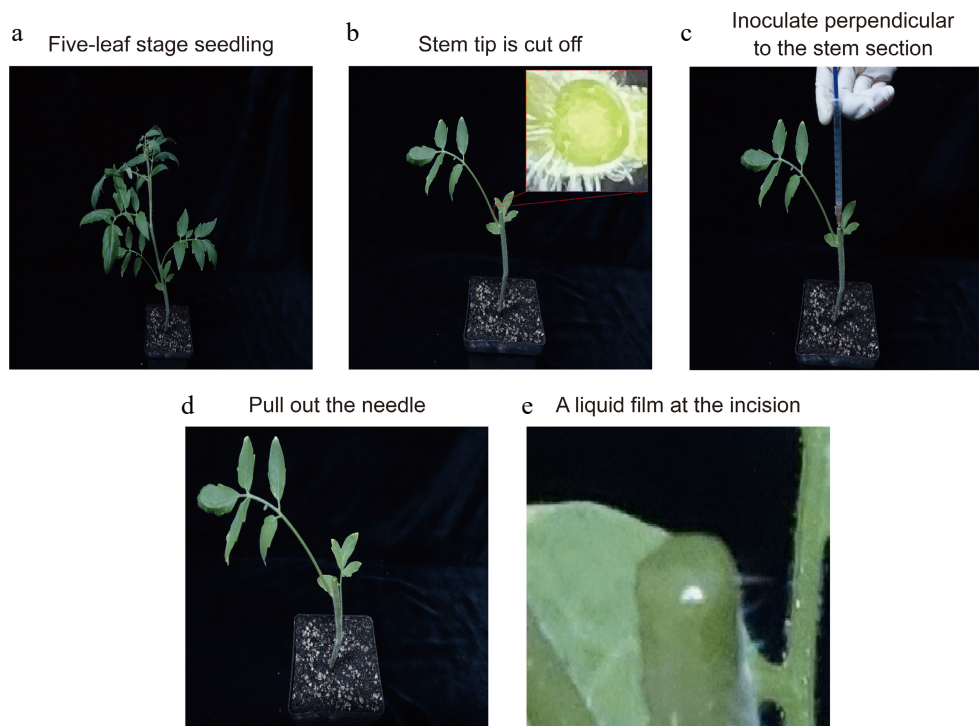 a
Five-leaf stage seedling
b
Stem tip is cut off
c
Inoculate perpendicular
to the stem section
d
Pull out the needle
e
A liquid film at the incision